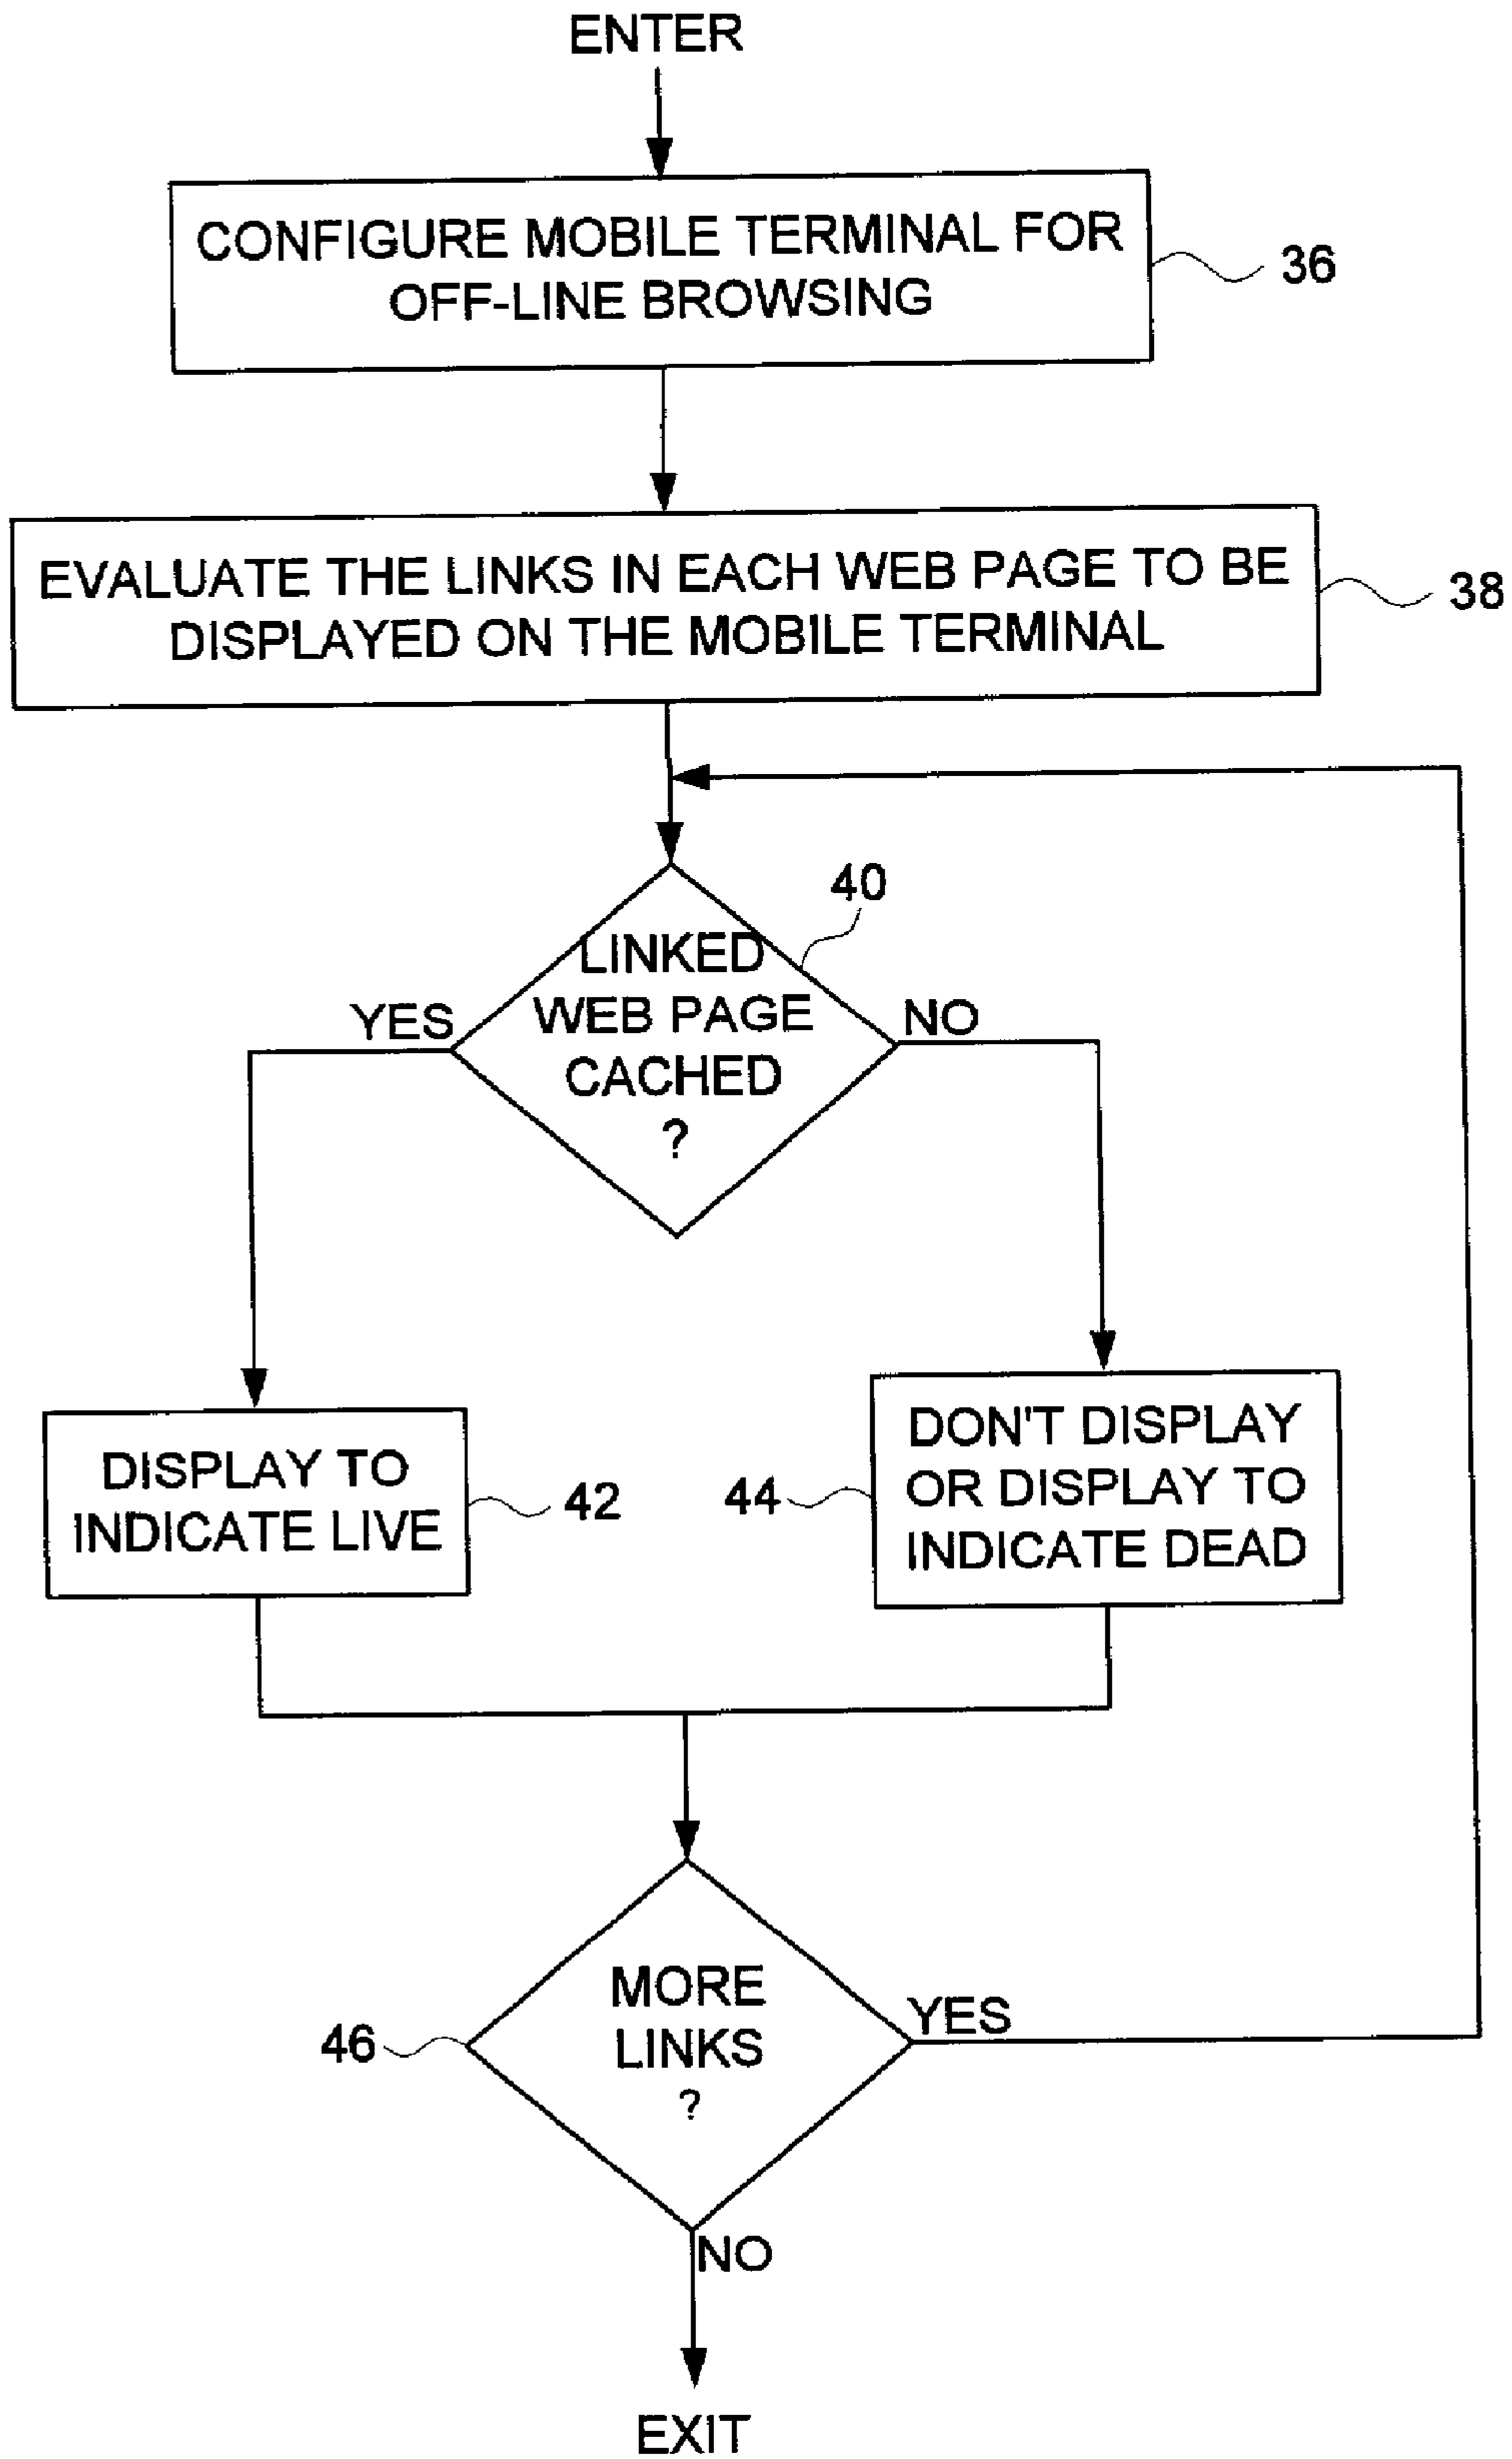 ENTER
CONFIGURE MOBILE TERMINAL FOR
OFF-LINE BROWSING
36
EVALUATE THE LINKS IN EACH WEB PAGE TO BE
DISPLAYED ON THE MOBILE TERMINAL
38
40
LINKED
WEB PAGE
CACHED
?
YES
NO
DISPLAY TO
INDICATE LIVE
42
44
DON'T DISPLAY
OR DISPLAY TO
INDICATE DEAD
46
MORE
LINKS
?
YES
NO
EXIT